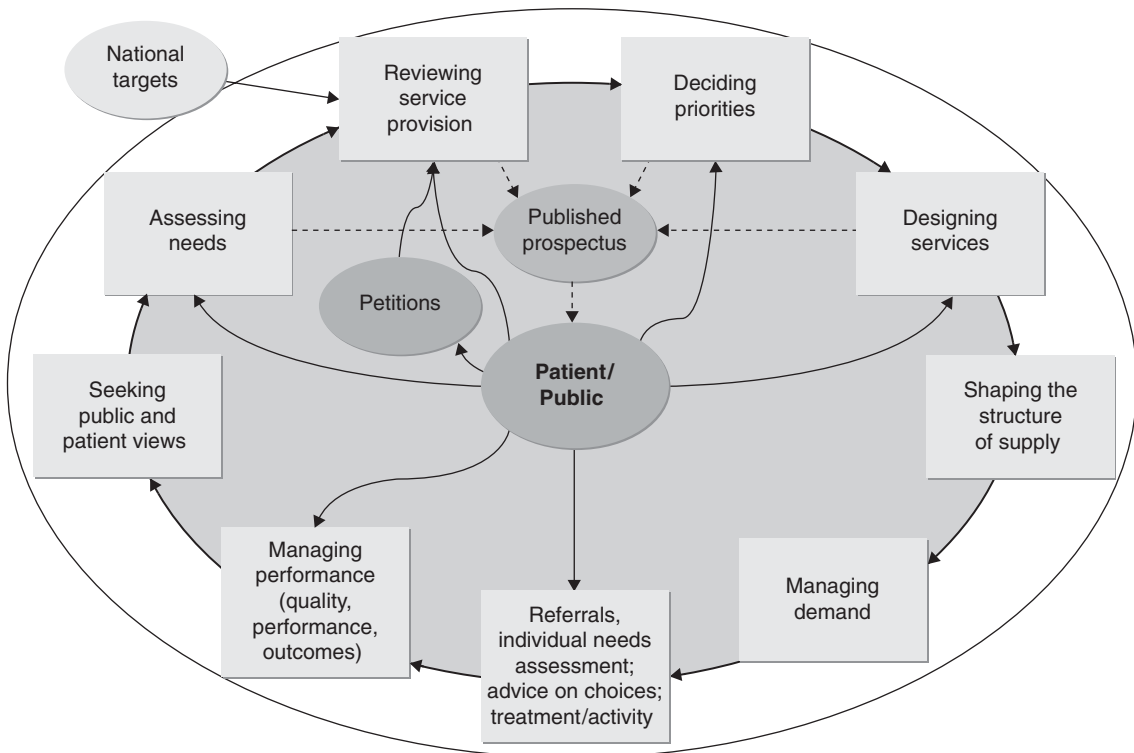 National
targets
Reviewing
service
provision
Deciding
priorities
Assessing
needs
Published
prospectus
Designing
services
Petitions
Patient/
Public
Seeking
public and
patient views
Shaping the
structure
of supply
Managing
performance
(quality,
performance,
outcomes)
Referrals,
individual needs
assessment;
advice on choices;
treatment/activity
Managing
demand